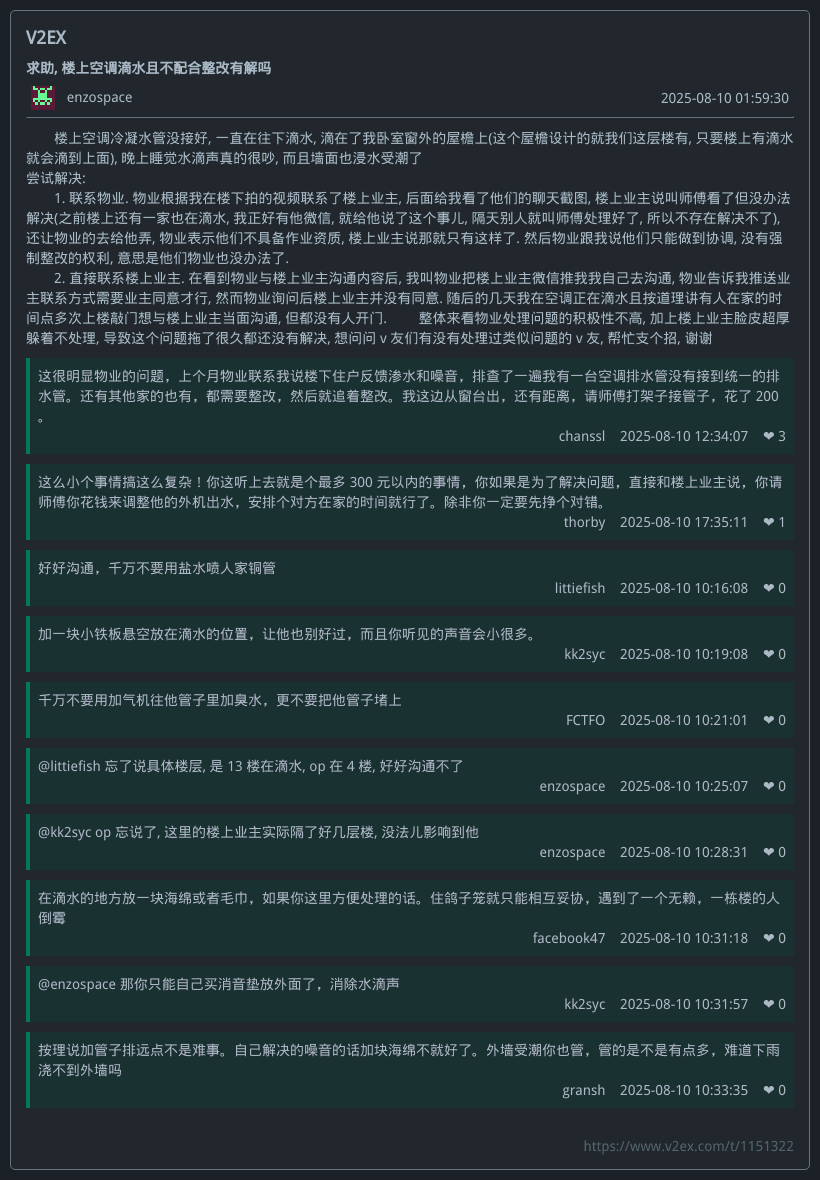 V2EX
求助, 楼上空调滴水且不配合整改有解吗
enzospace 2025-08-10 01:59:30
楼上空调冷凝水管没接好, 一直在往下滴水, 滴在了我卧室窗外的屋檐上(这个屋檐设计的就我们这层楼有, 只要楼上有滴水
就会滴到上面), 晚上睡觉水滴声真的很吵, 而且墙面也浸水受潮了
尝试解决:
1. 联系物业. 物业根据我在楼下拍的视频联系了楼上业主, 后面给我看了他们的聊天截图, 楼上业主说叫师傅看了但没办法
解决(之前楼上还有一家也在滴水, 我正好有他微信, 就给他说了这个事儿, 隔天别人就叫师傅处理好了, 所以不存在解决不了),
还让物业的去给他弄, 物业表示他们不具备作业资质, 楼上业主说那就只有这样了. 然后物业跟我说他们只能做到协调, 没有强
制整改的权利, 意思是他们物业也没办法了.
2. 直接联系楼上业主. 在看到物业与楼上业主沟通内容后, 我叫物业把楼上业主微信推我我自己去沟通, 物业告诉我推送业
主联系方式需要业主同意才行, 然而物业询问后楼上业主并没有同意. 随后的几天我在空调正在滴水且按道理讲有人在家的时
间点多次上楼敲门想与楼上业主当面沟通, 但都没有人开门. 整体来看物业处理问题的积极性不高, 加上楼上业主脸皮超厚
躲着不处理, 导致这个问题拖了很久都还没有解决, 想问问 v 友们有没有处理过类似问题的 v 友, 帮忙支个招, 谢谢
这很明显物业的问题，上个月物业联系我说楼下住户反馈渗水和噪音，排查了一遍我有一台空调排水管没有接到统一的排
水管。还有其他家的也有，都需要整改，然后就追着整改。我这边从窗台出，还有距离，请师傅打架子接管子，花了 200
。
chanssl 2025-08-10 12:34:07 ❤ 3
这么小个事情搞这么复杂！你这听上去就是个最多 300 元以内的事情，你如果是为了解决问题，直接和楼上业主说，你请
师傅你花钱来调整他的外机出水，安排个对方在家的时间就行了。除非你一定要先挣个对错。
thorby 2025-08-10 17:35:11 ❤ 1
好好沟通，千万不要用盐水喷人家铜管
littiefish 2025-08-10 10:16:08 ❤ 0
加一块小铁板悬空放在滴水的位置，让他也别好过，而且你听见的声音会小很多。
kk2syc 2025-08-10 10:19:08 ❤ 0
千万不要用加气机往他管子里加臭水，更不要把他管子堵上
FCTFO 2025-08-10 10:21:01 ❤ 0
@littiefish 忘了说具体楼层, 是 13 楼在滴水, op 在 4 楼, 好好沟通不了
enzospace 2025-08-10 10:25:07 ❤ 0
@kk2syc op 忘说了, 这里的楼上业主实际隔了好几层楼, 没法儿影响到他
enzospace 2025-08-10 10:28:31 ❤ 0
在滴水的地方放一块海绵或者毛巾，如果你这里方便处理的话。住鸽子笼就只能相互妥协，遇到了一个无赖，一栋楼的人
倒霉
facebook47 2025-08-10 10:31:18 ❤ 0
@enzospace 那你只能自己买消音垫放外面了，消除水滴声
kk2syc 2025-08-10 10:31:57 ❤ 0
按理说加管子排远点不是难事。自己解决的噪音的话加块海绵不就好了。外墙受潮你也管，管的是不是有点多，难道下雨
浇不到外墙吗
gransh 2025-08-10 10:33:35 ❤ 0
https://www.v2ex.com/t/1151322